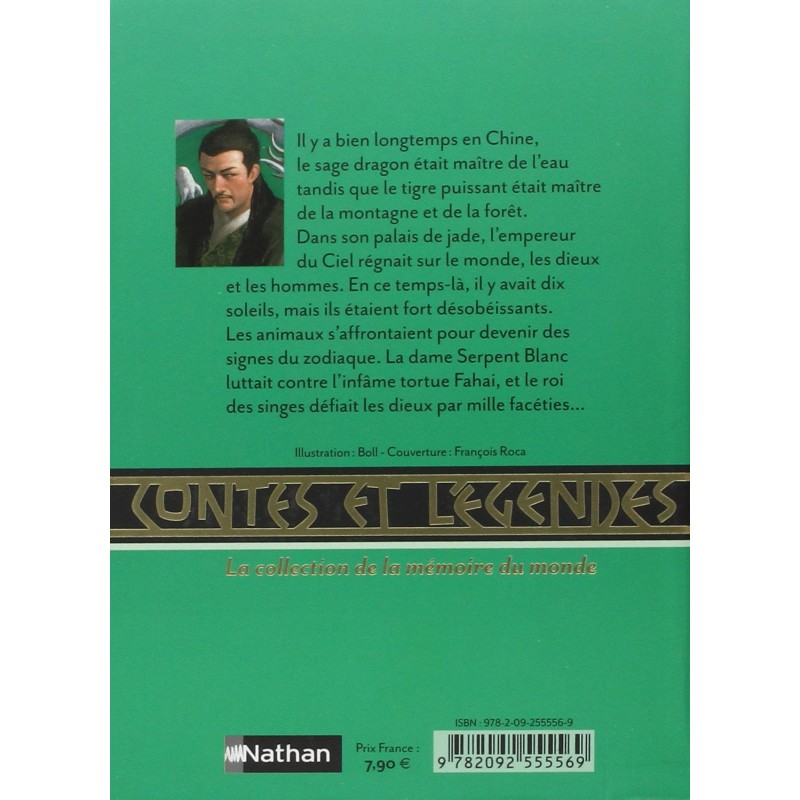 Il y a bien longtemps en Chine,
le sage dragon était maître de l'eau
tandis que le tigre puissant était maître
de la montagne et de la forêt.
Dans son palais de jade, l'empereur
du Ciel régnait sur le monde, les dieux
et les hommes. En ce temps-là, il y avait dix
soleils, mais ils étaient fort désobéissants.
Les animaux s'affrontaient pour devenir des
signes du zodiaque. La dame Serpent Blanc
luttait contre l'infâme tortue Fahai, et le roi
des singes défiait les dieux par mille facéties...
Illustration : Boll - Couverture : François Roca
CONTES ET LÉGENDES
La collection de la mémoire du monde
ISBN : 978-2-09-255556-9
Nathan
Prix France :
7,90 €
9 782092 555569